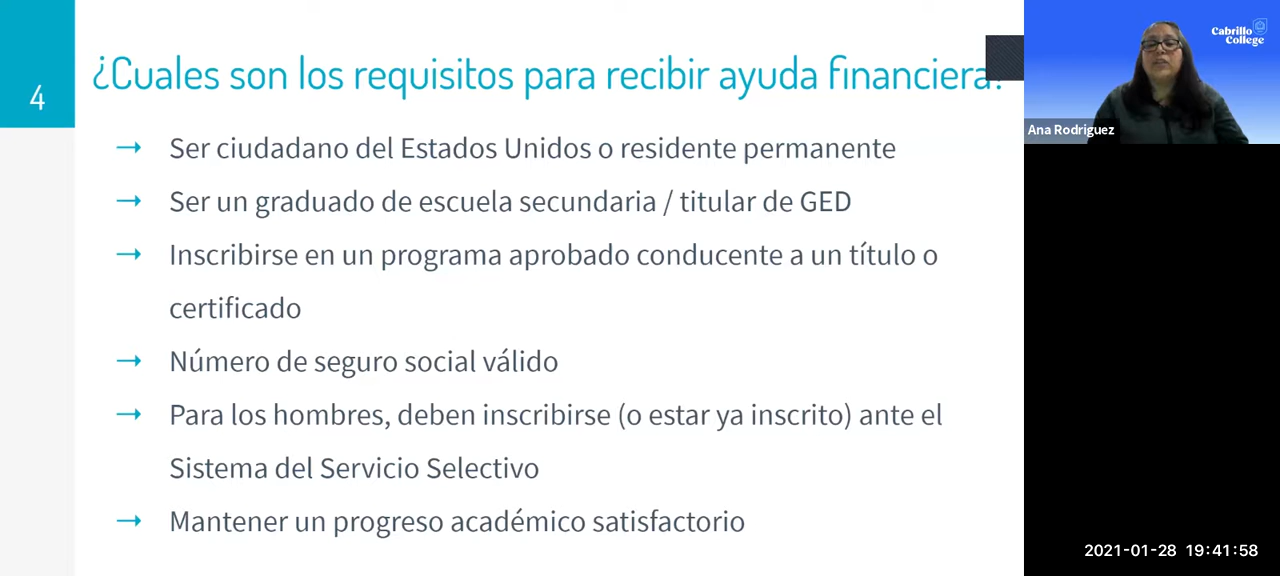 4
¿Cuales son los requisitos para recibir ayuda financiera?
→ Ser ciudadano del Estados Unidos o residente permanente
→ Ser un graduado de escuela secundaria / titular de GED
→ Inscribirse en un programa aprobado conducente a un título o
certificado
→ Número de seguro social válido
→ Para los hombres, deben inscribirse (o estar ya inscrito) ante el
Sistema del Servicio Selectivo
→ Mantener un progreso académico satisfactorio
Cabrillo
College
Ana Rodriguez
2021-01-28 19:41:58